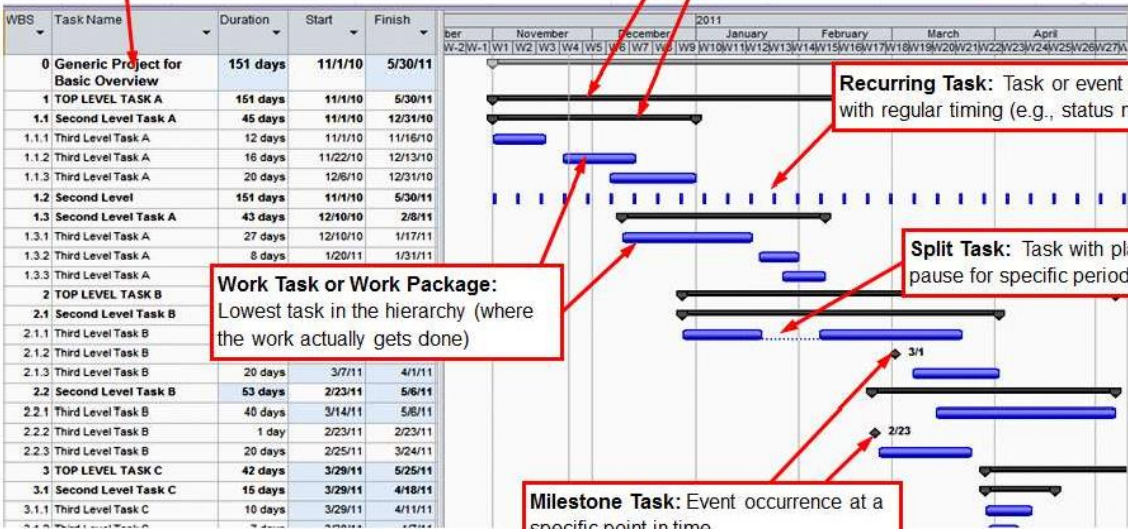 WBS Task Name Duration Start Finish
2011
ber November December January February March April
W-2 W-1 W1 W2 W3 W4 W5 W6 W7 W8 W9 W10 W11 W12 W13 W14 W15 W16 W17 W18 W19 W20 W21 W22 W23 W24 W25 W26 W27
0 Generic Project for 151 days 11/1/10 5/30/11
Basic Overview
1 TOP LEVEL TASK A 151 days 11/1/10 5/30/11
1.1 Second Level Task A 45 days 11/1/10 12/31/10
1.1.1 Third Level Task A 12 days 11/1/10 11/16/10
1.1.2 Third Level Task A 16 days 11/22/10 12/13/10
1.1.3 Third Level Task A 20 days 12/6/10 12/31/10
1.2 Second Level 151 days 11/1/10 5/30/11
1.3 Second Level Task A 43 days 12/10/10 2/8/11
1.3.1 Third Level Task A 27 days 12/10/10 1/17/11
1.3.2 Third Level Task A 8 days 1/20/11 1/31/11
1.3.3 Third Level Task A
2 TOP LEVEL TASK B
2.1 Second Level Task B
2.1.1 Third Level Task B
2.1.2 Third Level Task B
2.1.3 Third Level Task B 20 days 3/7/11 4/1/11
2.2 Second Level Task B 53 days 2/23/11 5/6/11
2.2.1 Third Level Task B 40 days 3/14/11 5/6/11
2.2.2 Third Level Task B 1 day 2/23/11 2/23/11
2.2.3 Third Level Task B 20 days 2/25/11 3/24/11
3 TOP LEVEL TASK C 42 days 3/29/11 5/25/11
3.1 Second Level Task C 15 days 3/29/11 4/18/11
3.1.1 Third Level Task C 10 days 3/29/11 4/11/11
Recurring Task: Task or event
with regular timing (e.g., status
Split Task: Task with
pause for specific period
Work Task or Work Package:
Lowest task in the hierarchy (where
the work actually gets done)
3/1
2/23
Milestone Task: Event occurrence at a
specific point in time